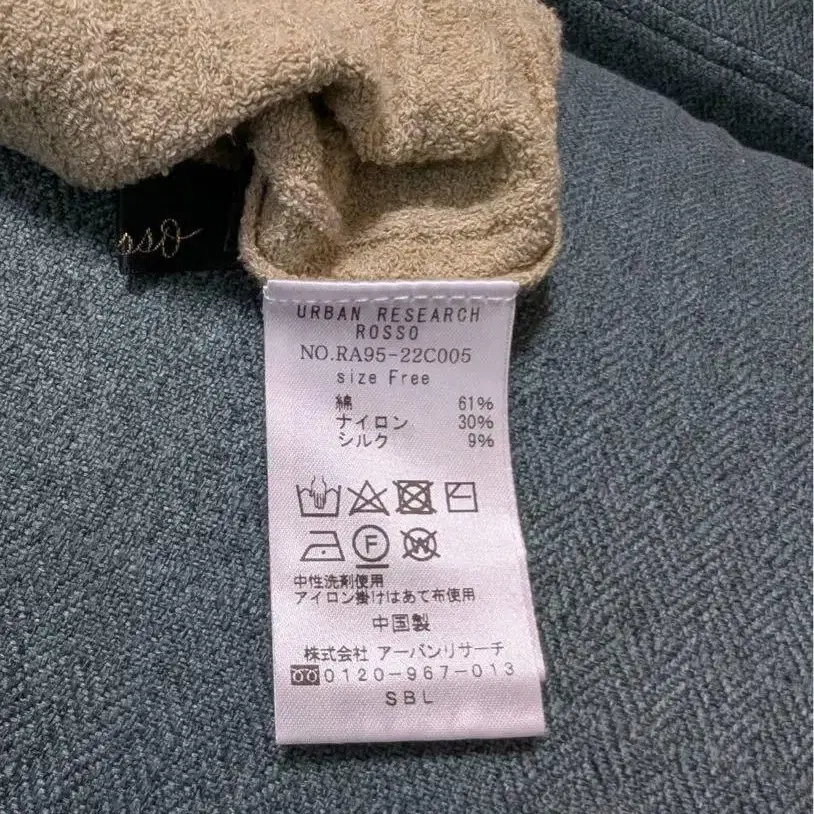 URBAN RESEARCH
ROSSO
NO.RA95-22C005
size Free
綿 61%
ナイロン 30%
シルク 9%
F
W
中性洗剤使用
アイロン掛けはあて布使用
中国製
株式会社 アーバンリサーチ
0120-967-013
SBL